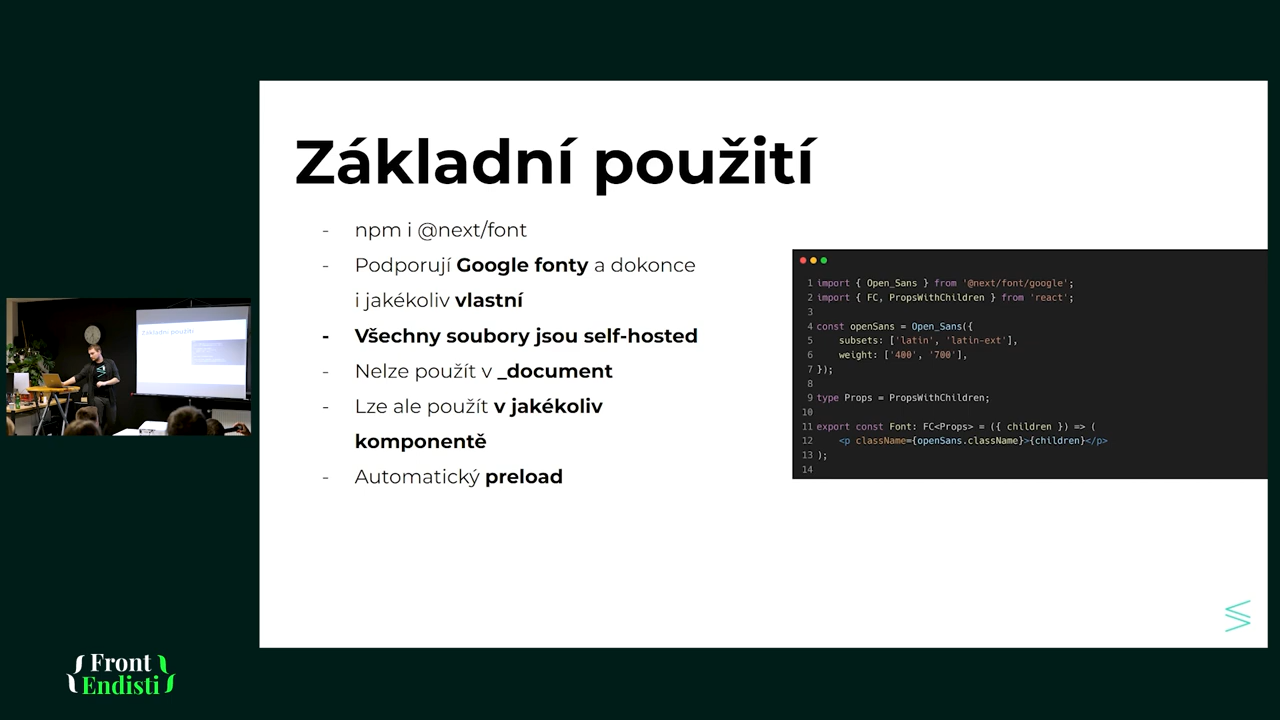 Základní použití
- npm i @next/font
- Podporují Google fonty a dokonce
i jakékoliv vlastní
- Všechny soubory jsou self-hosted
- Nelze použít v _document
- Lze ale použít v jakékoliv
komponentě
- Automatický preload
1 import { Open_Sans } from '@next/font/google';
2 import { FC, PropsWithChildren } from 'react';
3
4 const openSans = Open_Sans({
5 subsets: ['latin', 'latin-ext'],
6 weight: ['400', '700'],
7 });
8
9 type Props = PropsWithChildren;
10
11 export const Font: FC<Props> = ({ children }) => (
12 <p className={openSans.className}>{children}</p>
13 );
14
Základní použití
{Front
Endisti}